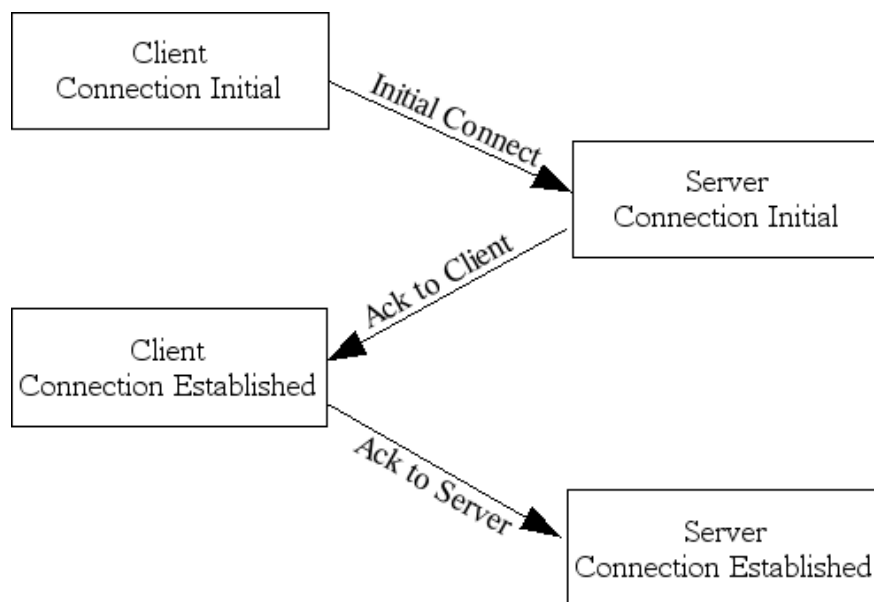 Client
Connection Initial
Initial Connect
Server
Connection Initial
Ack to Client
Client
Connection Established
Ack to Server
Server
Connection Established